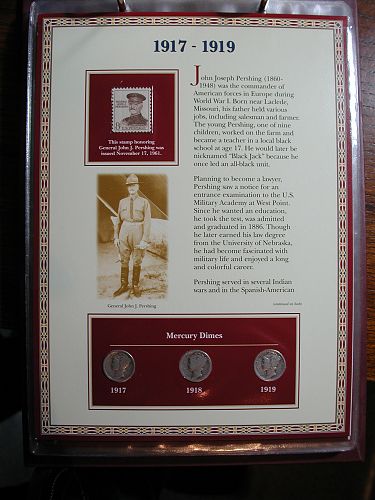 1917 - 1919
John Joseph Pershing (1860-
1948) was the commander of
American forces in Europe during
World War I. Born near Laclede,
Missouri, his father held various
jobs, including salesman and farmer.
The young Pershing, one of nine
children, worked on the farm and
became a teacher in a local black
school at age 17. He would later be
nicknamed "Black Jack" because he
once led an all-black unit.
This stamp honoring
General John J. Pershing was
issued November 17, 1961.
Planning to become a lawyer,
Pershing saw a notice for an
entrance examination to the U.S.
Military Academy at West Point.
Since he wanted an education,
he took the test, was admitted
and graduated in 1886. Though
he later earned his law degree
from the University of Nebraska,
he had become fascinated with
military life and enjoyed a long
and colorful career.
Pershing served in several Indian
wars and in the Spanish-American
(continued on back)
General John J. Pershing
Mercury Dimes
1917 1918 1919